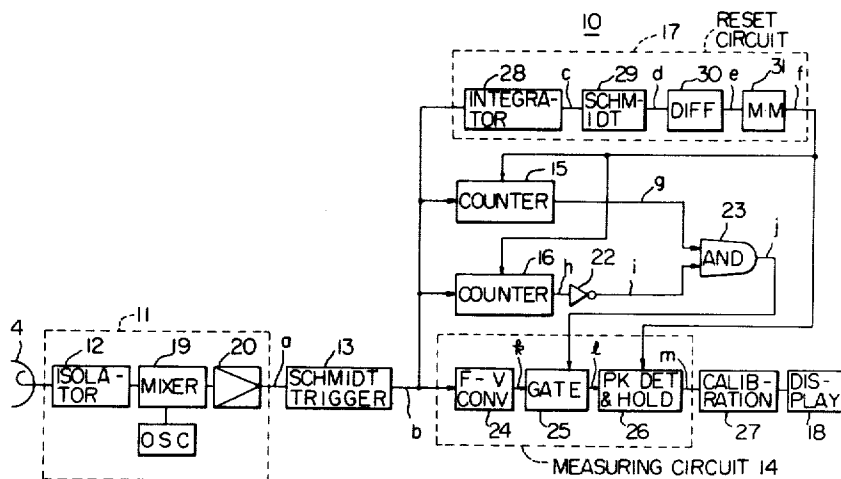 10
17
RESET
CIRCUIT
28
INTEGRA-
TOR
c
29
SCHM-
IDT
d
30
DIFF
e
31
M·M
f
15
COUNTER
g
23
AND
j
16
COUNTER
h
22
i
4
11
12
ISOLA-
TOR
19
MIXER
OSC
20
a
13
SCHMIDT
TRIGGER
b
F-V
CONV
24
k
GATE
25
l
PK DET
& HOLD
26
m
CALIB-
RATION
27
DIS-
PLAY
18
MEASURING CIRCUIT 14